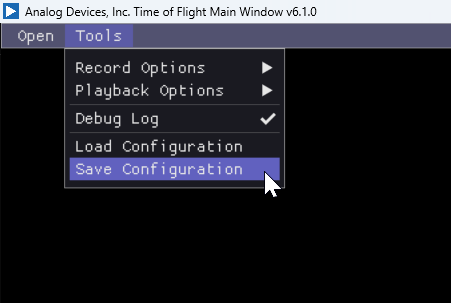 Analog Devices, Inc. Time of Flight Main Window v6.1.0
Open Tools
Record Options
Playback Options
Debug Log
Load Configuration
Save Configuration